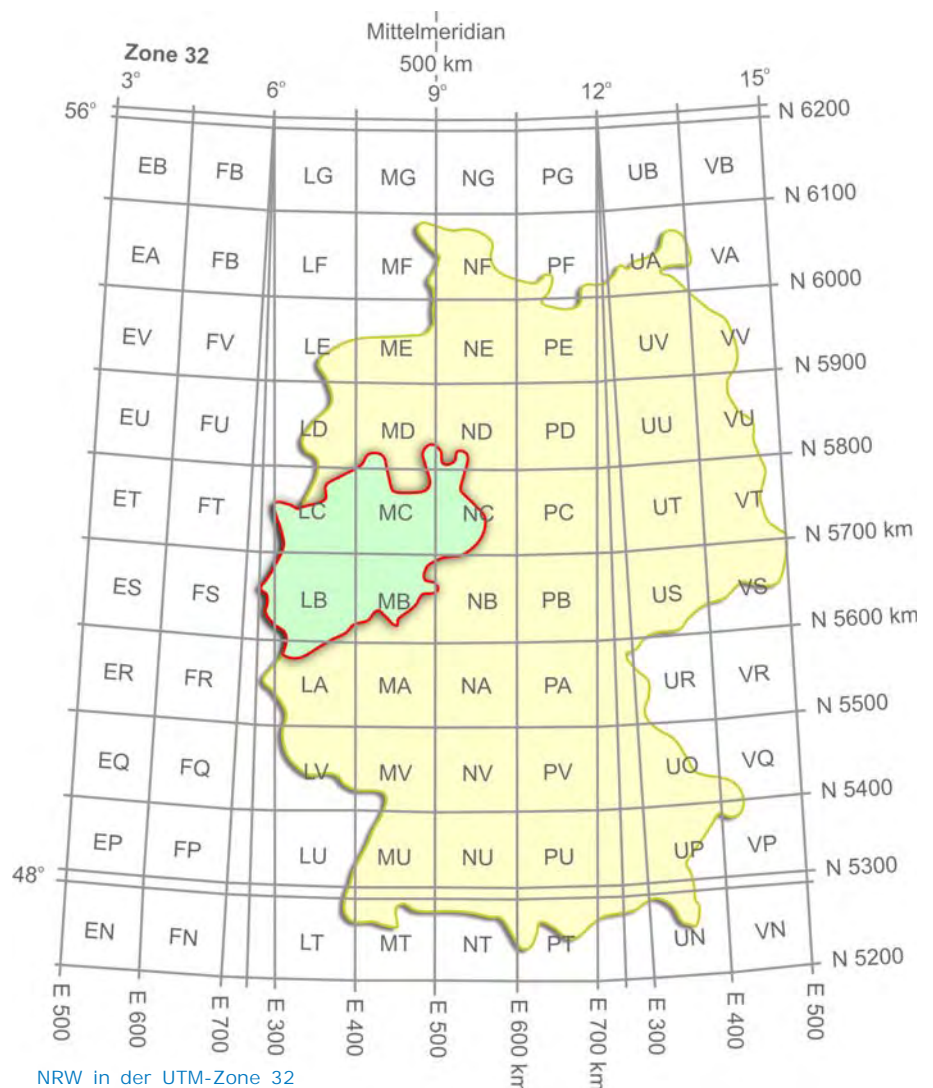 Mittelmeridian
Zone 32
500 km
3° 6° 9° 12° 15°
56°
N 6200
EB FB LG MG NG PG UB VB
N 6100
EA FB LF MF NF PF UA VA
N 6000
EV FV LE ME NE PE UV VV
N 5900
EU FU LD MD ND PD UU VU
N 5800
ET FT LC MC NC PC UT VT
N 5700 km
ES FS LB MB NB PB US VS
N 5600 km
ER FR LA MA NA PA UR VR
N 5500
EQ FQ LV MV NV PV UQ VQ
N 5400
EP FP LU MU NU PU UP VP
48°
N 5300
EN FN LT MT NT PT UN VN
N 5200
E 500 E 600 E 700 E 300 E 400 E 500 E 600 km E 700 km E 300 E 400 E 500
NRW in der UTM-Zone 32